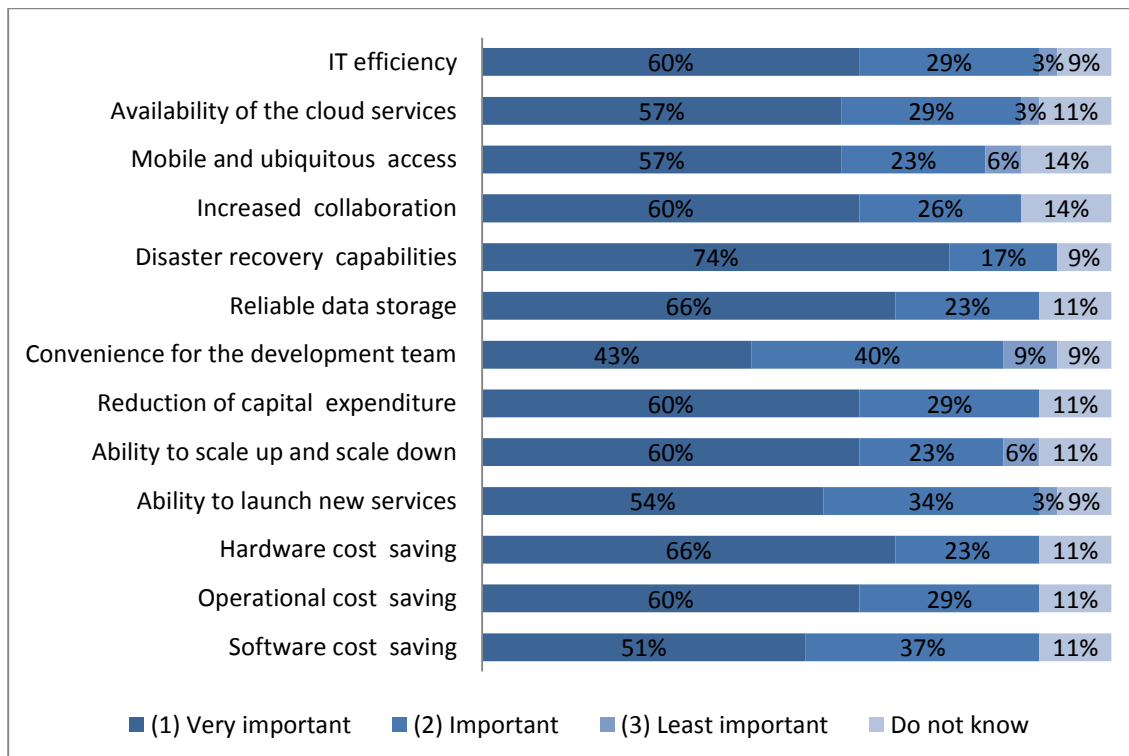 IT efficiency 60% 29% 3% 9%
Availability of the cloud services 57% 29% 3% 11%
Mobile and ubiquitous access 57% 23% 6% 14%
Increased collaboration 60% 26% 14%
Disaster recovery capabilities 74% 17% 9%
Reliable data storage 66% 23% 11%
Convenience for the development team 43% 40% 9% 9%
Reduction of capital expenditure 60% 29% 11%
Ability to scale up and scale down 60% 23% 6% 11%
Ability to launch new services 54% 34% 3% 9%
Hardware cost saving 66% 23% 11%
Operational cost saving 60% 29% 11%
Software cost saving 51% 37% 11%
(1) Very important (2) Important (3) Least important Do not know